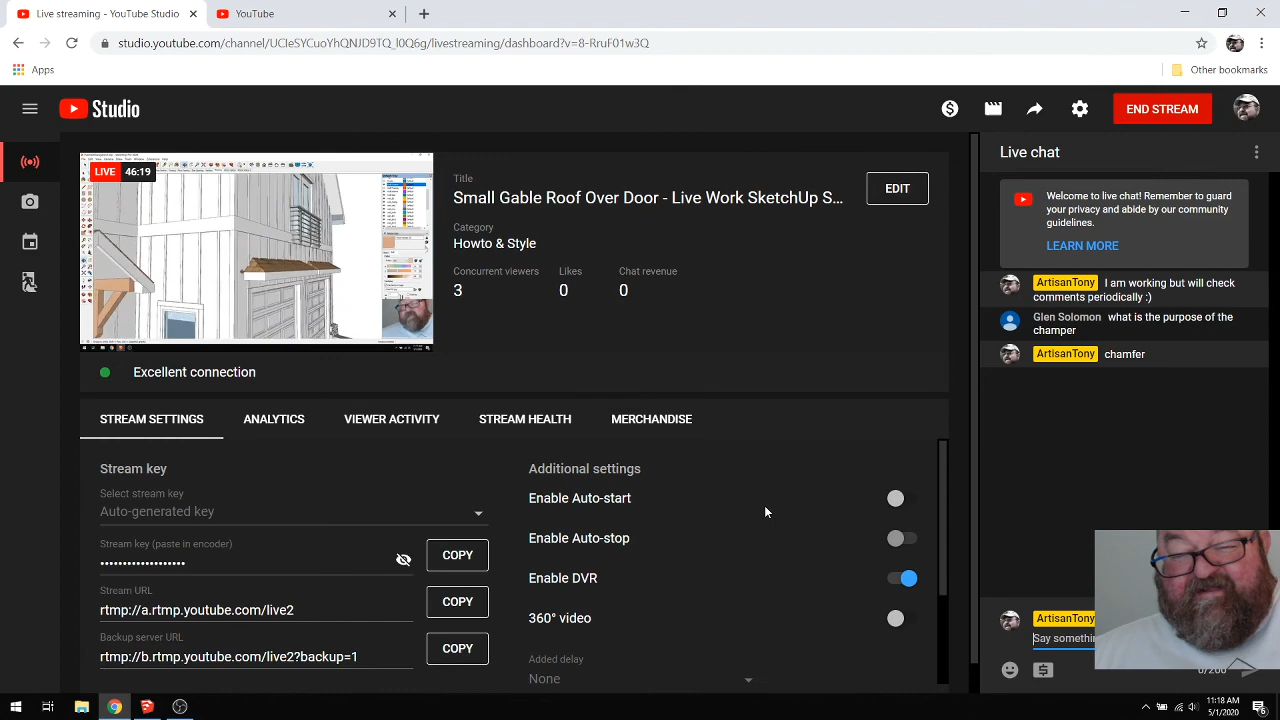 Live streaming - YouTube Studio
YouTube
studio.youtube.com/channel/UCIeSYCuoYhQNJD9TQ_l0Q6g/livestreaming/dashboard?v=8-RruF01w3Q
Apps
Other bookmarks
Studio
END STREAM
LIVE 46:19
Title
Small Gable Roof Over Door - Live Work SketchUp S...
EDIT
Category
Howto & Style
Concurrent viewers
Likes
Chat revenue
3
0
0
Excellent connection
STREAM SETTINGS
ANALYTICS
VIEWER ACTIVITY
STREAM HEALTH
MERCHANDISE
Stream key
Select stream key
Auto-generated key
Stream key (paste in encoder)
••••••••••••••••••
COPY
Stream URL
rtmp://a.rtmp.youtube.com/live2
COPY
Backup server URL
rtmp://b.rtmp.youtube.com/live2?backup=1
COPY
Additional settings
Enable Auto-start
Enable Auto-stop
Enable DVR
360° video
Added delay
None
Live chat
Welcome to live chat! Remember to guard
your privacy and abide by our community
guidelines.
LEARN MORE
ArtisanTony I am working but will check
comments periodically ;)
Glen Solomon what is the purpose of the
champer
ArtisanTony chamfer
ArtisanTony
Say somethin
0/200
11:18 AM
5/1/2020
6